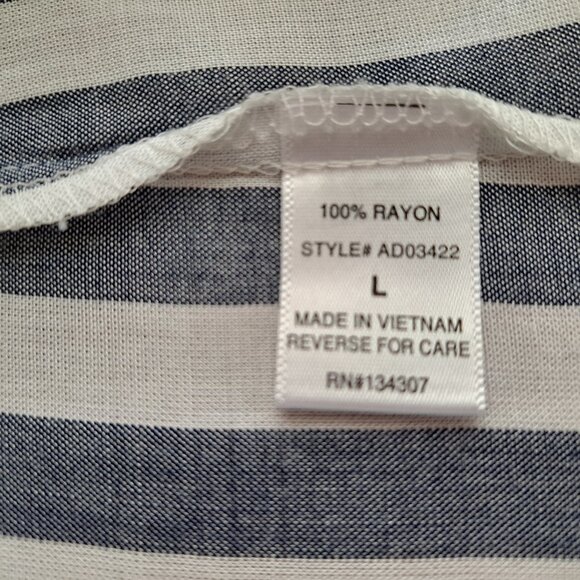 100% RAYON
STYLE# AD03422
L
MADE IN VIETNAM
REVERSE FOR CARE
RN#134307